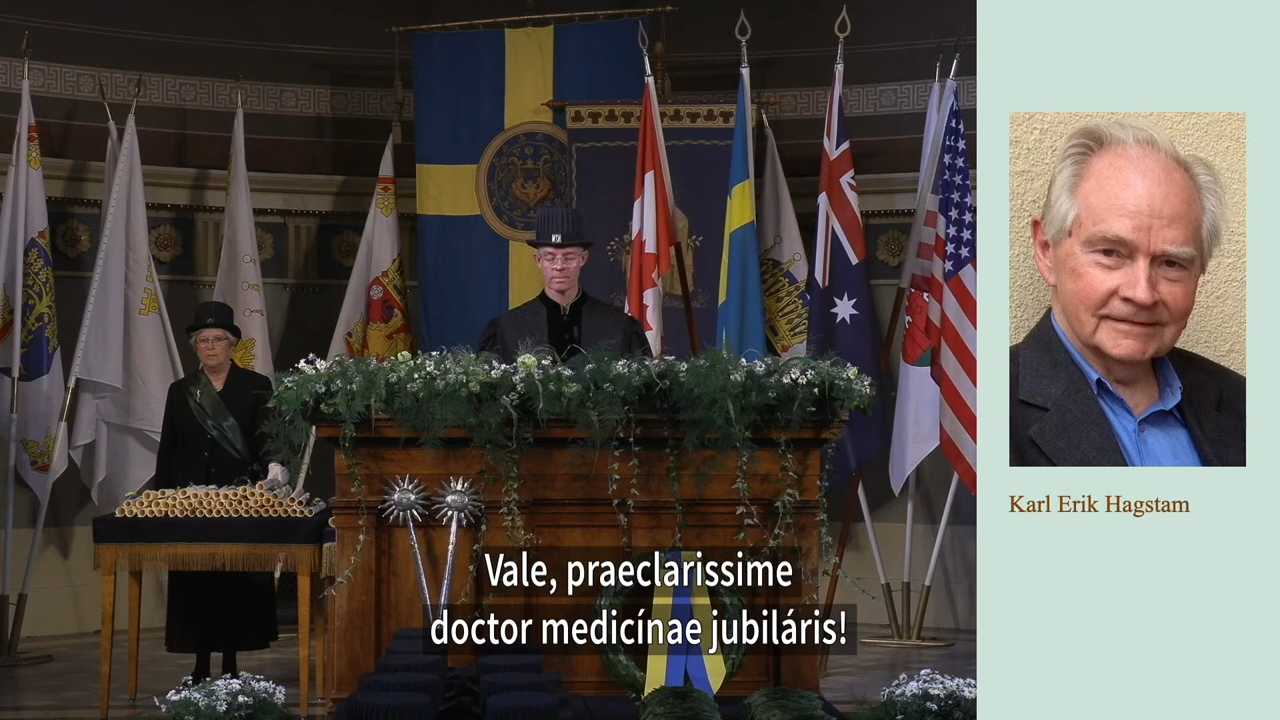 Vale, praeclarissime
doctor medicínae jubiláris!
Karl Erik Hagstam